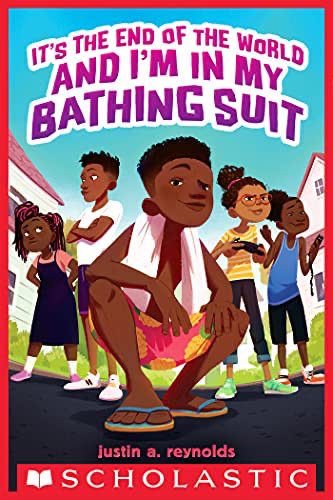 IT'S THE END OF THE WORLD
AND I'M IN MY
BATHING SUIT
justin a. reynolds
SCHOLASTIC